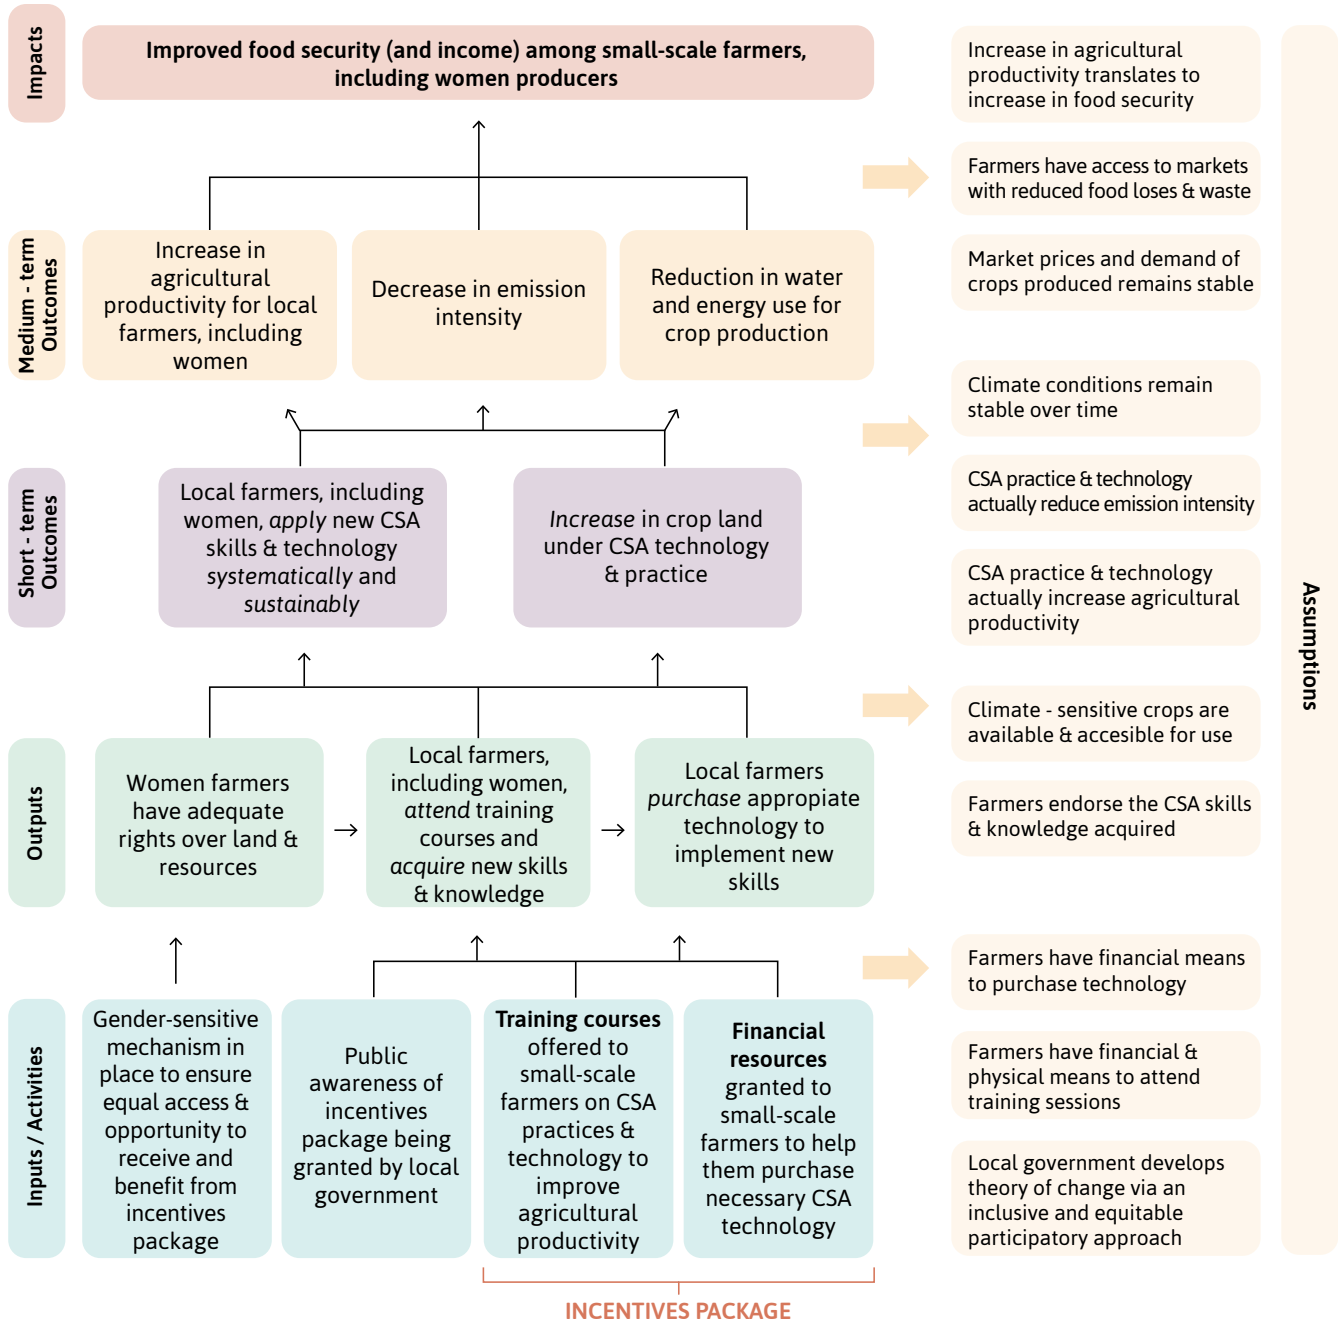 Impacts
Improved food security (and income) among small-scale farmers,
including women producers
Increase in agricultural
productivity translates to
increase in food security
Farmers have access to markets
with reduced food loses & waste
Market prices and demand of
crops produced remains stable
Medium - term
Outcomes
Increase in
agricultural
productivity for local
farmers, including
women
Decrease in emission
intensity
Reduction in water
and energy use for
crop production
Climate conditions remain
stable over time
CSA practice & technology
actually reduce emission intensity
CSA practice & technology
actually increase agricultural
productivity
Short - term
Outcomes
Local farmers, including
women, apply new CSA
skills & technology
systematically and
sustainably
Increase in crop land
under CSA technology
& practice
Climate - sensitive crops are
available & accesible for use
Farmers endorse the CSA skills
& knowledge acquired
Outputs
Women farmers
have adequate
rights over land &
resources
Local farmers,
including women,
attend training
courses and
acquire new skills
& knowledge
Local farmers
purchase appropiate
technology to
implement new
skills
Farmers have financial means
to purchase technology
Farmers have financial &
physical means to attend
training sessions
Local government develops
theory of change via an
inclusive and equitable
participatory approach
Inputs / Activities
Gender-sensitive
mechanism in
place to ensure
equal access &
opportunity to
receive and
benefit from
incentives
package
Public
awareness of
incentives
package being
granted by local
government
Training courses
offered to
small-scale
farmers on CSA
practices &
technology to
improve
agricultural
productivity
Financial
resources
granted to
small-scale
farmers to help
them purchase
necessary CSA
technology
INCENTIVES PACKAGE
Assumptions